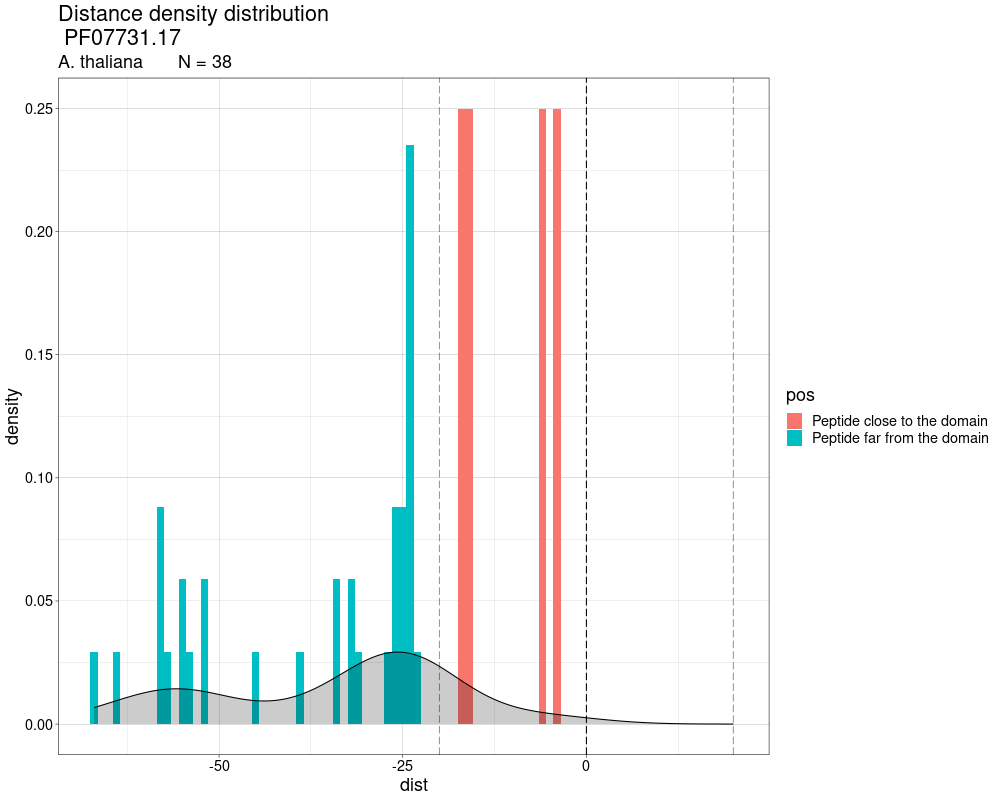 Distance density distribution
PF07731.17
A. thaliana N = 38
0.25
0.20
0.15
0.10
0.05
0.00
density
-50 -25 0
dist
pos
Peptide close to the domain
Peptide far from the domain